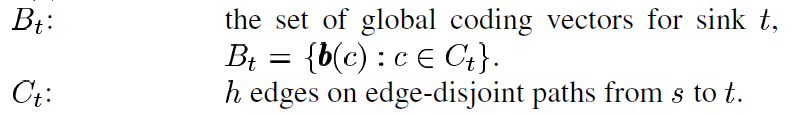 B_t: the set of global coding vectors for sink t,
B_t = {b(c) : c ∈ C_t}.
C_t: h edges on edge-disjoint paths from s to t.